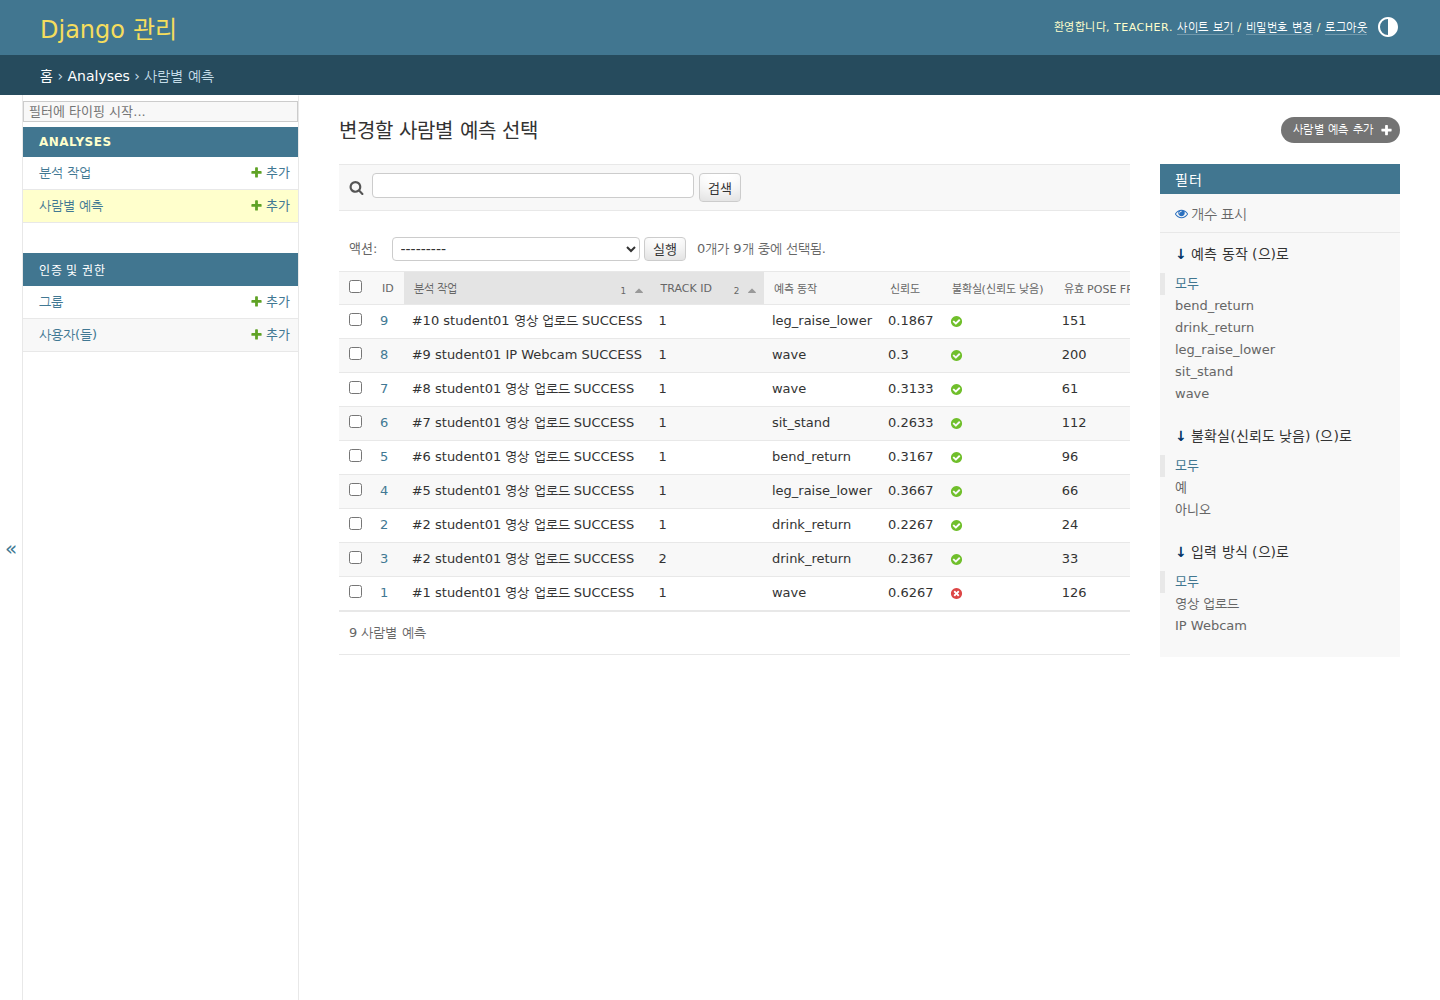 Django 관리
환영합니다, TEACHER. 사이트 보기 / 비밀번호 변경 / 로그아웃
홈 › Analyses › 사람별 예측
필터에 타이핑 시작...
ANALYSES
분석 작업 추가
사람별 예측 추가
인증 및 권한
그룹 추가
사용자(들) 추가
«
변경할 사람별 예측 선택
사람별 예측 추가
검색
액션: --------- 실행 0개가 9개 중에 선택됨.
ID 분석 작업 1 TRACK ID 2 예측 동작 신뢰도 불확실(신뢰도 낮음) 유효 POSE FR
9 #10 student01 영상 업로드 SUCCESS 1 leg_raise_lower 0.1867 151
8 #9 student01 IP Webcam SUCCESS 1 wave 0.3 200
7 #8 student01 영상 업로드 SUCCESS 1 wave 0.3133 61
6 #7 student01 영상 업로드 SUCCESS 1 sit_stand 0.2633 112
5 #6 student01 영상 업로드 SUCCESS 1 bend_return 0.3167 96
4 #5 student01 영상 업로드 SUCCESS 1 leg_raise_lower 0.3667 66
2 #2 student01 영상 업로드 SUCCESS 1 drink_return 0.2267 24
3 #2 student01 영상 업로드 SUCCESS 2 drink_return 0.2367 33
1 #1 student01 영상 업로드 SUCCESS 1 wave 0.6267 126
9 사람별 예측
필터
개수 표시
↓ 예측 동작 (으)로
모두
bend_return
drink_return
leg_raise_lower
sit_stand
wave
↓ 불확실(신뢰도 낮음) (으)로
모두
예
아니오
↓ 입력 방식 (으)로
모두
영상 업로드
IP Webcam